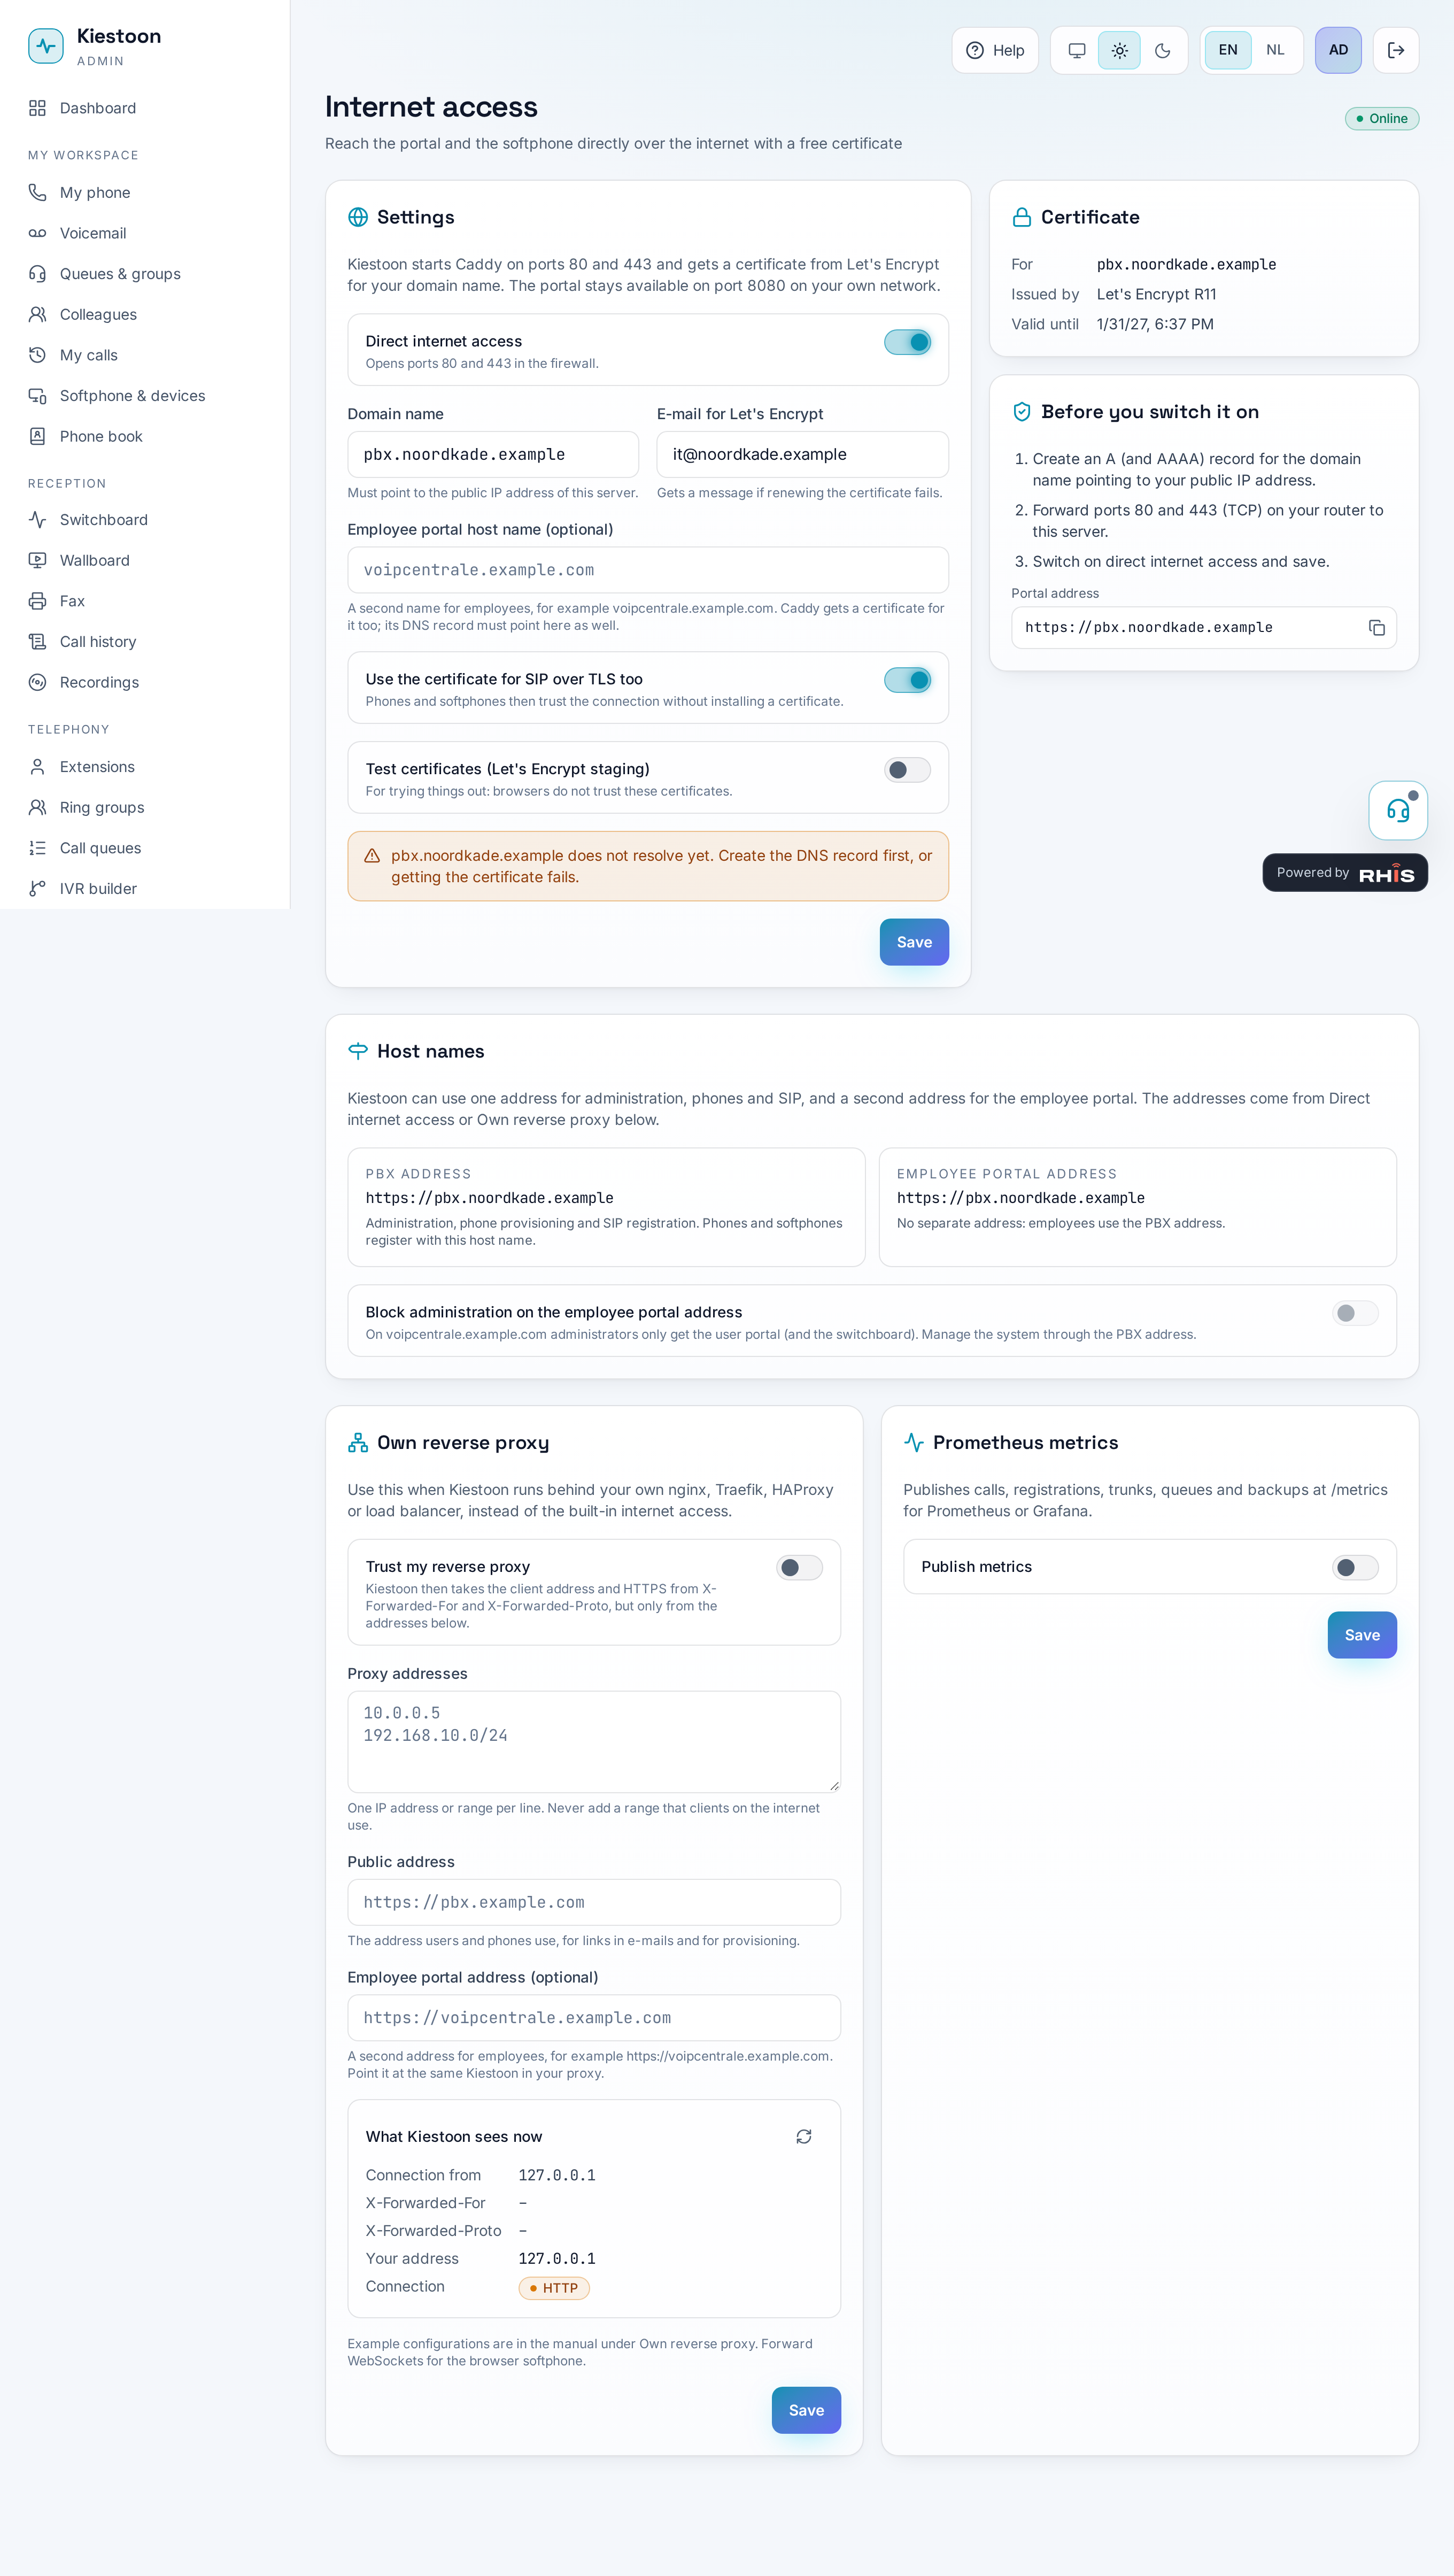 Kiestoon
ADMIN
Dashboard
MY WORKSPACE
My phone
Voicemail
Queues & groups
Colleagues
My calls
Softphone & devices
Phone book
RECEPTION
Switchboard
Wallboard
Fax
Call history
Recordings
TELEPHONY
Extensions
Ring groups
Call queues
IVR builder
Help
EN
NL
AD
Internet access
Reach the portal and the softphone directly over the internet with a free certificate
Online
Settings
Kiestoon starts Caddy on ports 80 and 443 and gets a certificate from Let's Encrypt
for your domain name. The portal stays available on port 8080 on your own network.
Direct internet access
Opens ports 80 and 443 in the firewall.
Domain name
pbx.noordkade.example
Must point to the public IP address of this server.
E-mail for Let's Encrypt
it@noordkade.example
Gets a message if renewing the certificate fails.
Employee portal host name (optional)
voipcentrale.example.com
A second name for employees, for example voipcentrale.example.com. Caddy gets a certificate for
it too; its DNS record must point here as well.
Use the certificate for SIP over TLS too
Phones and softphones then trust the connection without installing a certificate.
Test certificates (Let's Encrypt staging)
For trying things out: browsers do not trust these certificates.
pbx.noordkade.example does not resolve yet. Create the DNS record first, or
getting the certificate fails.
Save
Certificate
For pbx.noordkade.example
Issued by Let's Encrypt R11
Valid until 1/31/27, 6:37 PM
Before you switch it on
1. Create an A (and AAAA) record for the domain
name pointing to your public IP address.
2. Forward ports 80 and 443 (TCP) on your router to
this server.
3. Switch on direct internet access and save.
Portal address
https://pbx.noordkade.example
Powered by RHiS
Host names
Kiestoon can use one address for administration, phones and SIP, and a second address for the employee portal. The addresses come from Direct
internet access or Own reverse proxy below.
PBX ADDRESS
https://pbx.noordkade.example
Administration, phone provisioning and SIP registration. Phones and softphones
register with this host name.
EMPLOYEE PORTAL ADDRESS
https://pbx.noordkade.example
No separate address: employees use the PBX address.
Block administration on the employee portal address
On voipcentrale.example.com administrators only get the user portal (and the switchboard). Manage the system through the PBX address.
Own reverse proxy
Use this when Kiestoon runs behind your own nginx, Traefik, HAProxy
or load balancer, instead of the built-in internet access.
Trust my reverse proxy
Kiestoon then takes the client address and HTTPS from X-
Forwarded-For and X-Forwarded-Proto, but only from the
addresses below.
Proxy addresses
10.0.0.5
192.168.10.0/24
One IP address or range per line. Never add a range that clients on the internet
use.
Public address
https://pbx.example.com
The address users and phones use, for links in e-mails and for provisioning.
Employee portal address (optional)
https://voipcentrale.example.com
A second address for employees, for example https://voipcentrale.example.com.
Point it at the same Kiestoon in your proxy.
What Kiestoon sees now
Connection from 127.0.0.1
X-Forwarded-For –
X-Forwarded-Proto –
Your address 127.0.0.1
Connection HTTP
Example configurations are in the manual under Own reverse proxy. Forward
WebSockets for the browser softphone.
Save
Prometheus metrics
Publishes calls, registrations, trunks, queues and backups at /metrics
for Prometheus or Grafana.
Publish metrics
Save